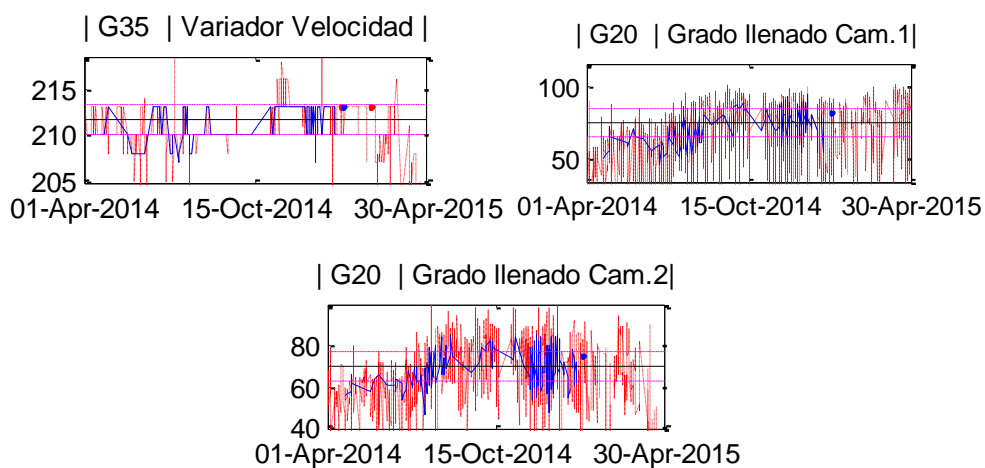 | G35 | Variador Velocidad |
215
210
205
01-Apr-2014 15-Oct-2014 30-Apr-2015
| G20 | Grado llenado Cam.1|
100
50
01-Apr-2014 15-Oct-2014 30-Apr-2015
| G20 | Grado llenado Cam.2|
80
60
40
01-Apr-2014 15-Oct-2014 30-Apr-2015